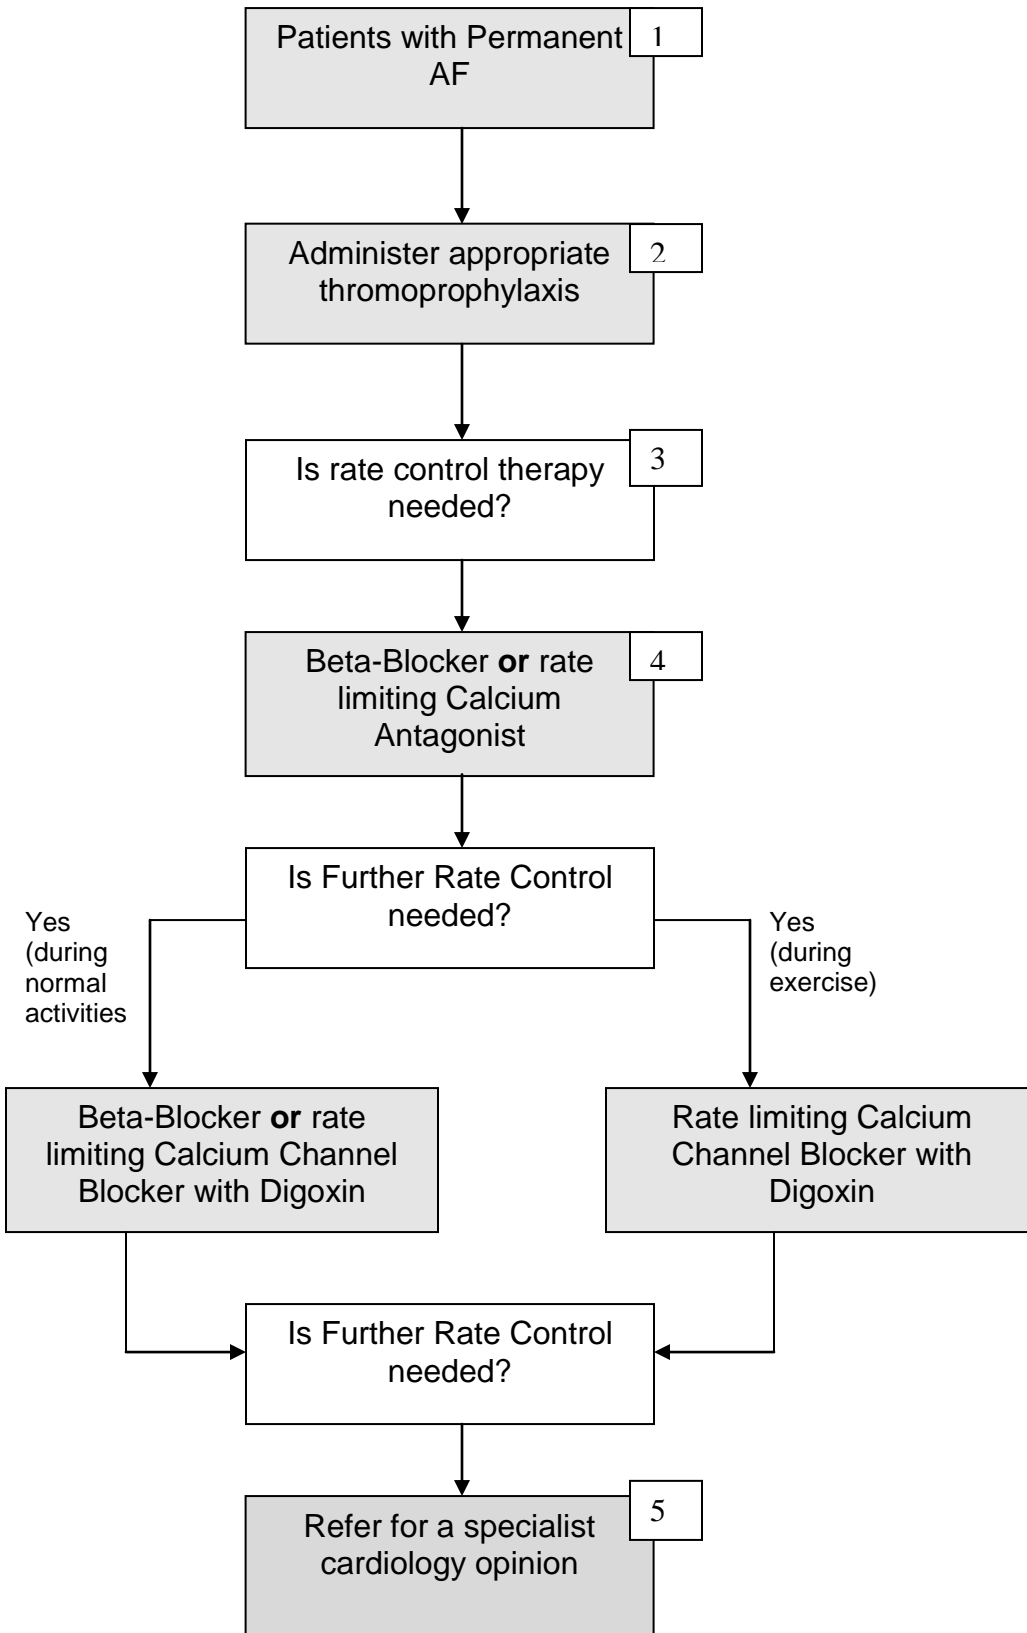 Patients with Permanent
AF
1
Administer appropriate
thromoprophylaxis
2
Is rate control therapy
needed?
3
Beta-Blocker or rate
limiting Calcium
Antagonist
4
Is Further Rate Control
needed?
Yes
(during
normal
activities
Yes
(during
exercise)
Beta-Blocker or rate
limiting Calcium Channel
Blocker with Digoxin
Rate limiting Calcium
Channel Blocker with
Digoxin
Is Further Rate Control
needed?
Refer for a specialist
cardiology opinion
5